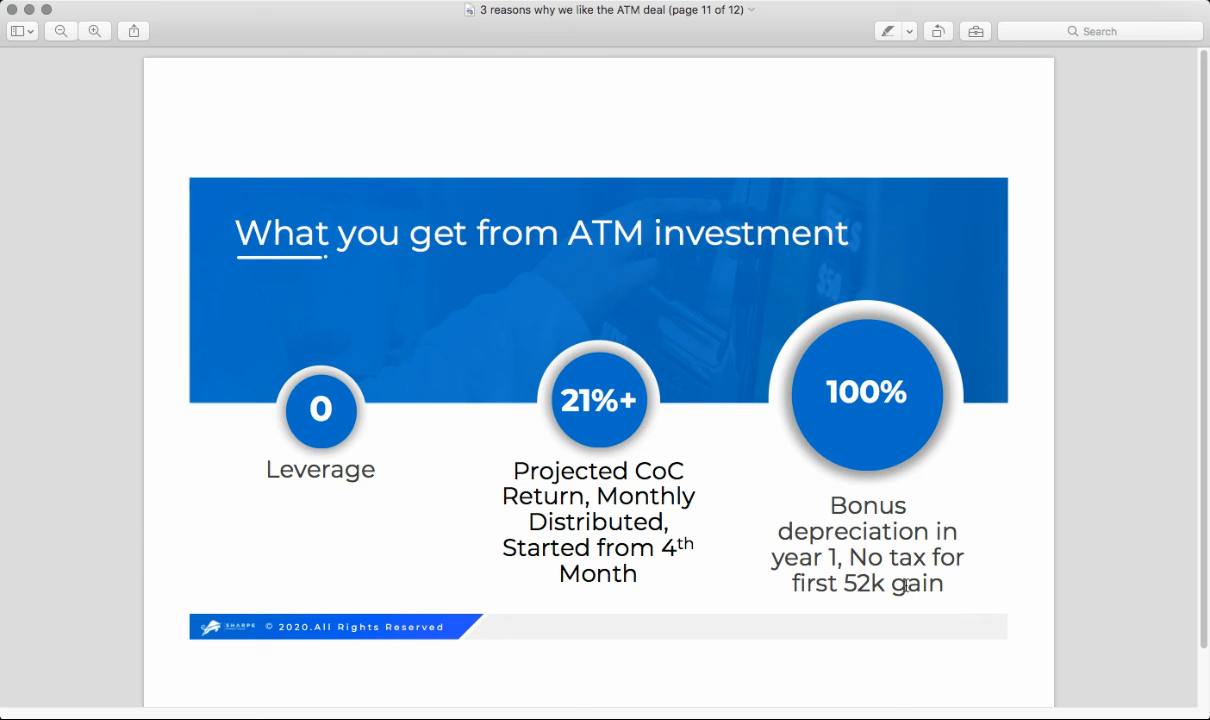 3 reasons why we like the ATM deal (page 11 of 12)
Search
What you get from ATM investment
0
Leverage
21%+
Projected CoC
Return, Monthly
Distributed,
Started from 4th
Month
100%
Bonus
depreciation in
year 1, No tax for
first 52k gain
SHARPE
© 2020.All Rights Reserved